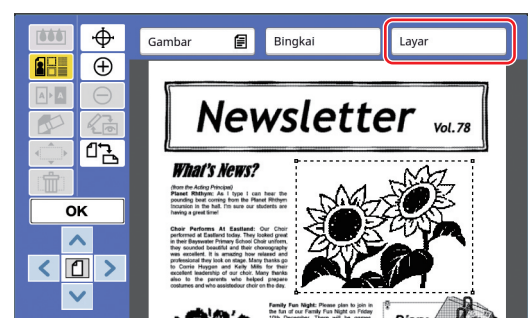 Gambar
Bingkai
Layar
A
A
OK
Newsletter
Vol. 78
What's News?
(from the Acting Principal)
Planet Rhthym: As I type I can hear the
pounding beat coming from the Planet Rhthym
Incursion in the hall. I'm sure our students are
having a great time!
Choir Performs At Eastland: Our Choir
performed at Eastland today. They looked great
in their Bayswater Primary School Choir uniform,
they sounded beautiful and their choreography
was excellent. It is amazing how relaxed and
professional they look on stage. Many thanks go
to Corrie Huygen and Kelly Mills for their
excellent leadership of our choir. Many thanks
also to the parents who helped prepare
costumes and who assisted our choir on the day.
Family Fun Night: Please plan to join in
the fun of our Family Fun Night on Friday